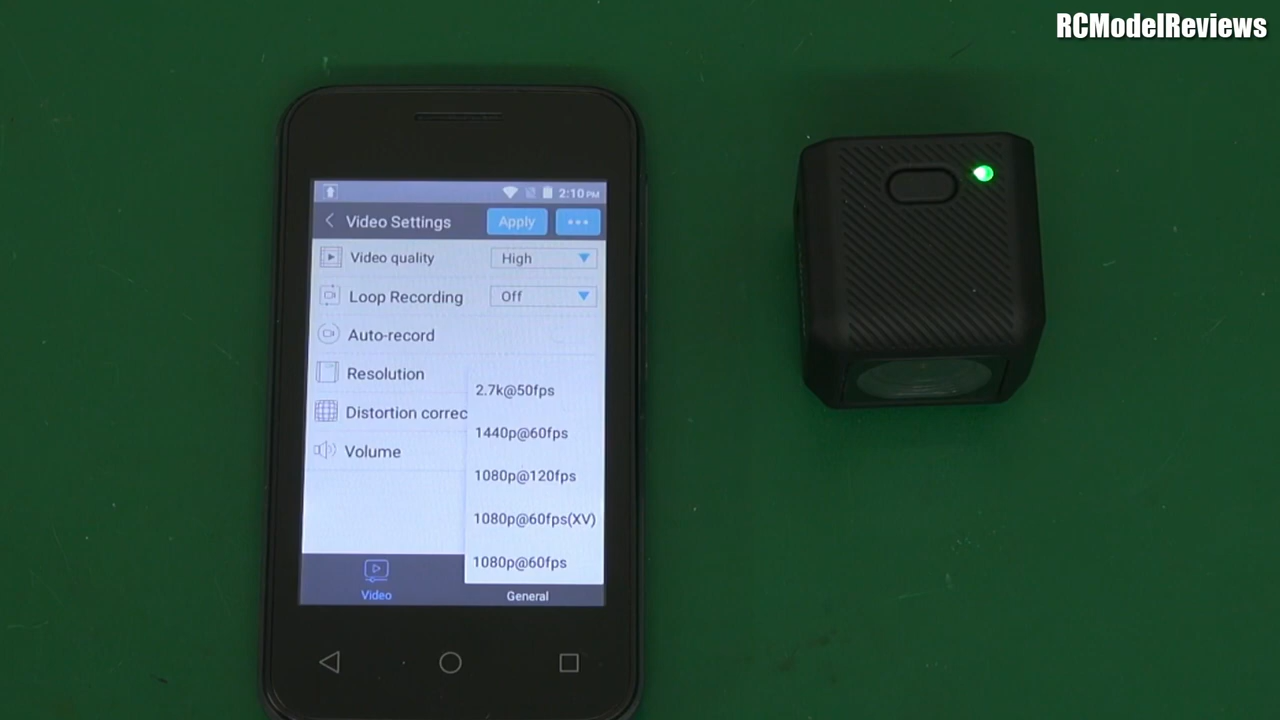 RCModelReviews
2:10 PM
Video Settings
Apply
Video quality
High
Loop Recording
Off
Auto-record
Resolution
2.7k@50fps
Distortion correc
1440p@60fps
Volume
1080p@120fps
1080p@60fps(XV)
1080p@60fps
Video
General